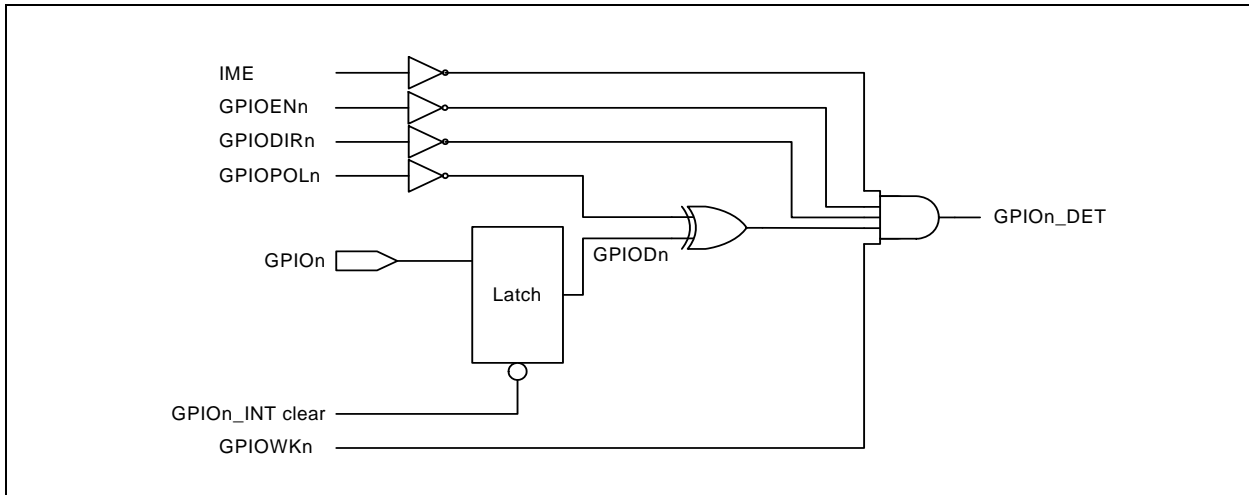 IME
GPIOENn
GPIODIRn
GPIOPOLn
GPIOn_DET
GPIODn
GPIOn
Latch
GPIOn_INT clear
GPIOWKn